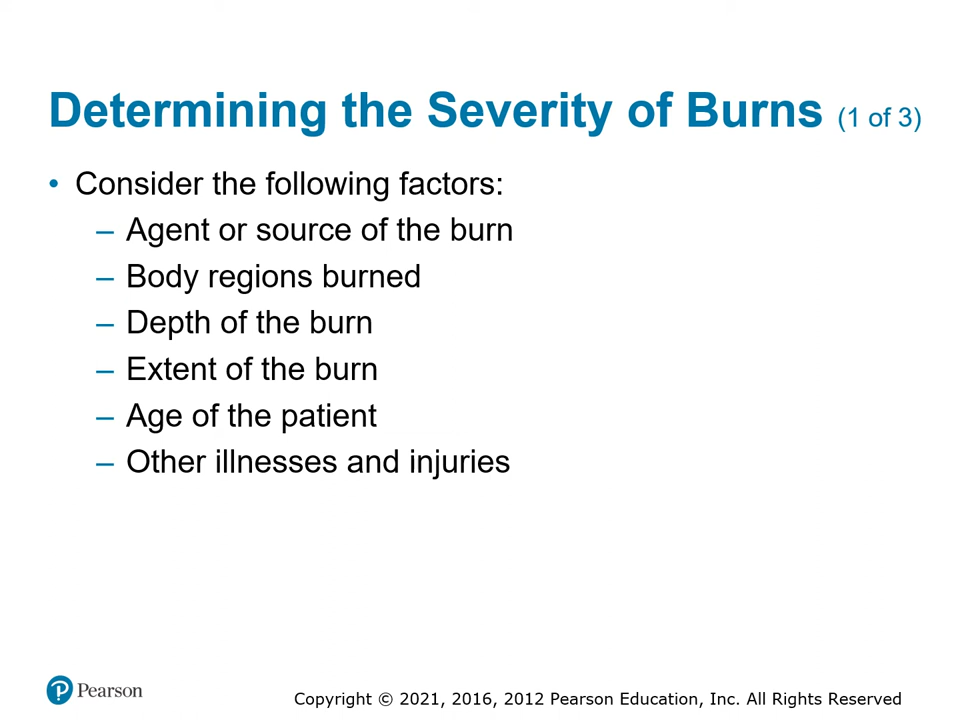 Determining the Severity of Burns (1 of 3)
• Consider the following factors:
– Agent or source of the burn
– Body regions burned
– Depth of the burn
– Extent of the burn
– Age of the patient
– Other illnesses and injuries
Pearson
Copyright © 2021, 2016, 2012 Pearson Education, Inc. All Rights Reserved